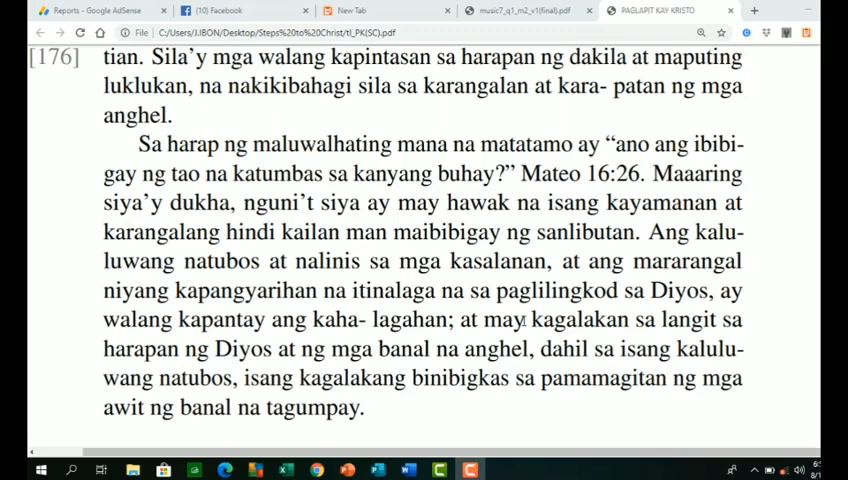 Reports - Google AdSense
(10) Facebook
New Tab
music7_q1_m2_v1(final).pdf
PAGLAPIT KAY KRISTO
File
C:/Users/J.IBON/Desktop/Steps%20to%20Christ/tl_PK(SC).pdf
[176] tian. Sila'y mga walang kapintasan sa harapan ng dakila at maputing
luklukan, na nakikibahagi sila sa karangalan at kara- patan ng mga
anghel.
Sa harap ng maluwalhating mana na matatamo ay “ano ang ibibi-
gay ng tao na katumbas sa kanyang buhay?” Mateo 16:26. Maaaring
siya'y dukha, nguni't siya ay may hawak na isang kayamanan at
karangalang hindi kailan man maibibigay ng sanlibutan. Ang kalu-
luwang natubos at nalinis sa mga kasalanan, at ang mararangal
niyang kapangyarihan na itinalaga na sa paglilingkod sa Diyos, ay
walang kapantay ang kaha- lagahan; at may kagalakan sa langit sa
harapan ng Diyos at ng mga banal na anghel, dahil sa isang kalulu-
wang natubos, isang kagalakang binibigkas sa pamamagitan ng mga
awit ng banal na tagumpay.